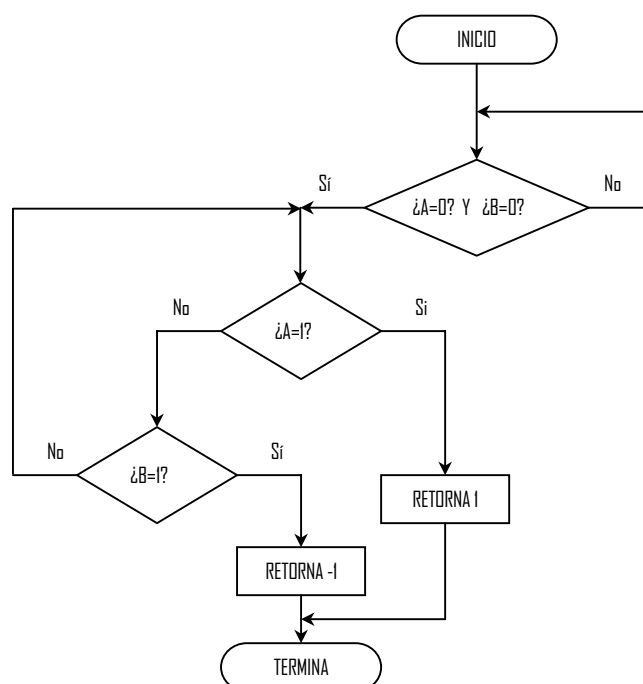 INICIO
Sí
¿A=0? Y ¿B=0?
No
No
¿A=1?
Si
No
¿B=1?
Sí
RETORNA 1
RETORNA -1
TERMINA